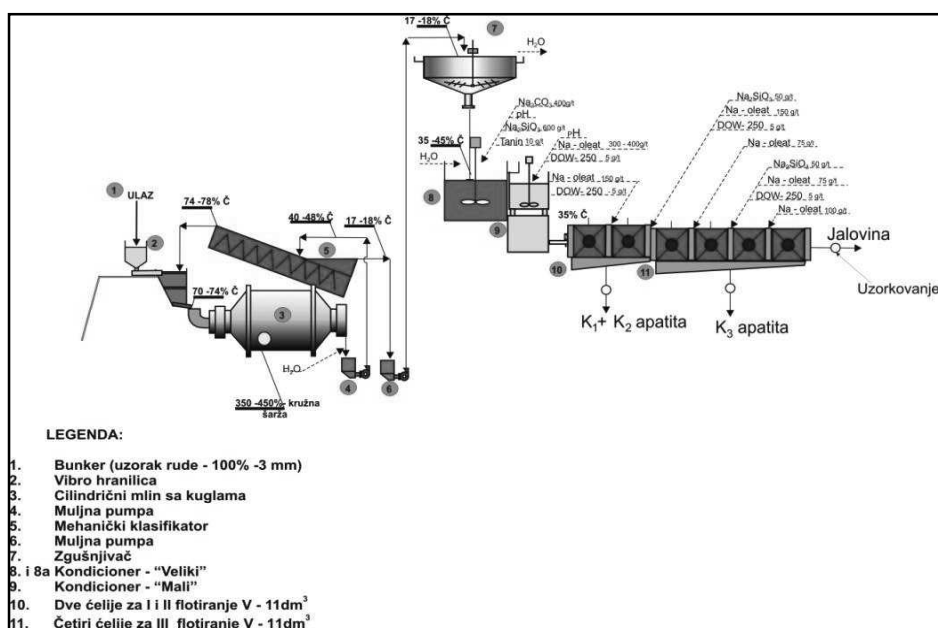 17 -18% Č
7
H₂O
H₂O
Na₂CO₃ 400g/t
pH
Na₂SiO₃ 600 g/t
Tanin 10 g/t
35 -45% Č
H₂O
8
pH
Na - oleat 300 - 400g/t
DOW- 250 5 g/t
Na - oleat 150 g/t
DOW- 250 - 5 g/t
9
35% Č
Na₂SiO₃ 50 g/t
Na - oleat 150 g/t
DOW- 250 5 g/t
Na - oleat 75g/t
Na₂SiO₃ 50 g/t
Na - oleat 75 g/t
DOW- 250 5 g/t
Na - oleat 100g/t
10
11
Jalovina
Uzorkovanje
K₁+ K₂ apatita
K₃ apatita
1
ULAZ
2
74 -78% Č
40 -48% Č
17 -18% Č
5
70 -74% Č
3
H₂O
4
6
350 -450%- kružna
šarža
LEGENDA:
1. Bunker (uzorak rude - 100% -3 mm)
2. Vibro hranilica
3. Cilindrični mlin sa kuglama
4. Muljna pumpa
5. Mehanički klasifikator
6. Muljna pumpa
7. Zgušnjivač
8. i 8a Kondicioner - “Veliki”
9. Kondicioner - “Mali”
10. Dve ćelije za I i II flotiranje V - 11dm³
11. Četiri ćelije za III flotiranje V - 11dm³